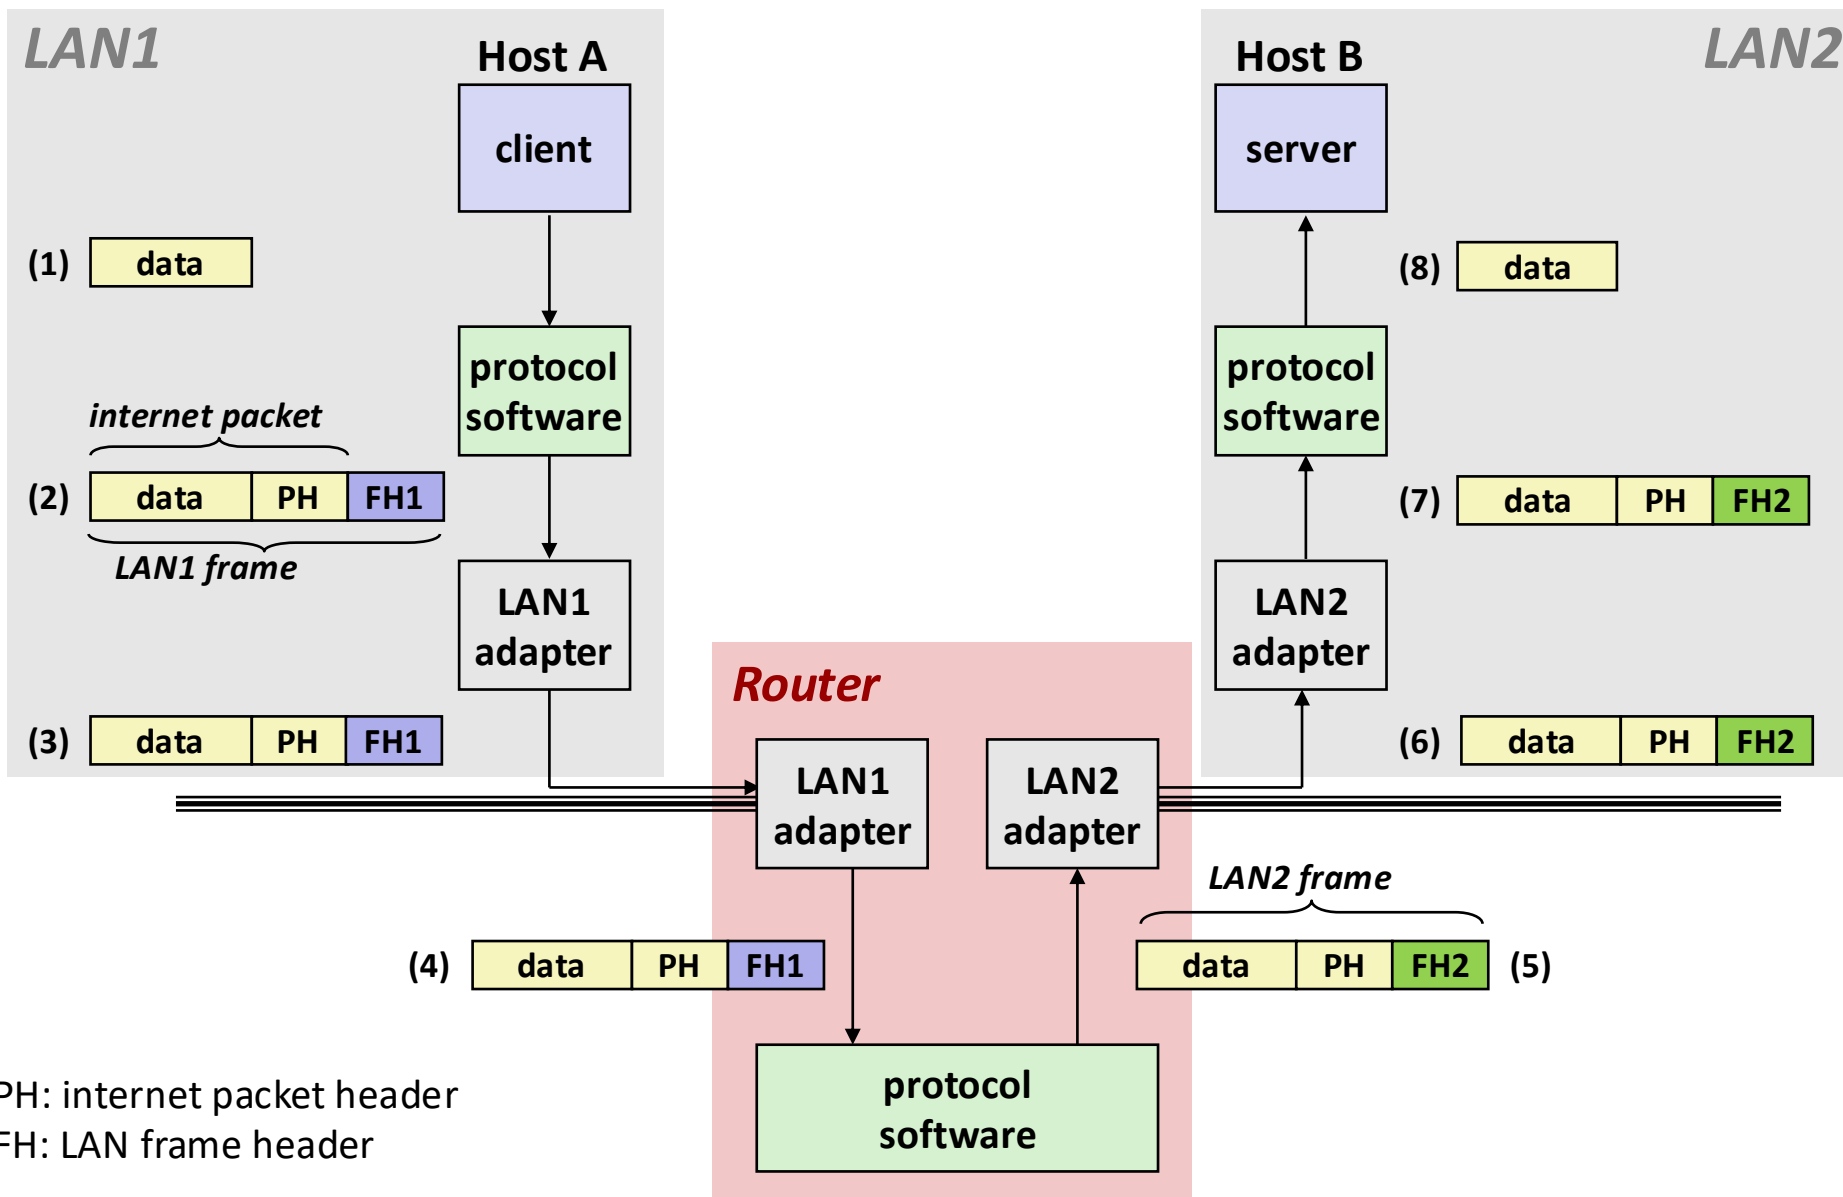 LAN1
Host A
client
(1) data
protocol
software
internet packet
(2) data PH FH1
LAN1 frame
LAN1
adapter
(3) data PH FH1
Host B
LAN2
server
(8) data
protocol
software
(7) data PH FH2
LAN2
adapter
(6) data PH FH2
Router
LAN1
adapter
LAN2
adapter
LAN2 frame
(4) data PH FH1
data PH FH2 (5)
protocol
software
PH: internet packet header
FH: LAN frame header